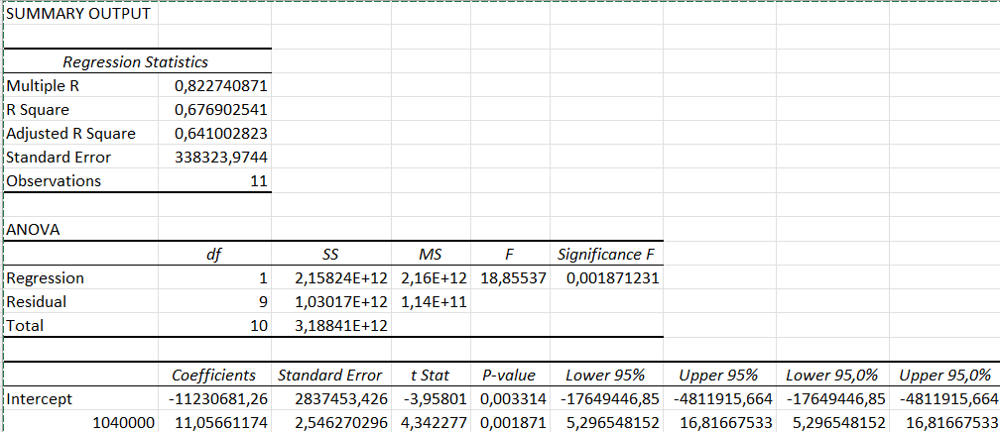 SUMMARY OUTPUT
Regression Statistics
Multiple R 0,822740871
R Square 0,676902541
Adjusted R Square 0,641002823
Standard Error 338323,9744
Observations 11
ANOVA
df SS MS F Significance F
Regression 1 2,15824E+12 2,16E+12 18,85537 0,001871231
Residual 9 1,03017E+12 1,14E+11
Total 10 3,18841E+12
Coefficients Standard Error t Stat P-value Lower 95% Upper 95% Lower 95,0% Upper 95,0%
Intercept -11230681,26 2837453,426 -3,95801 0,003314 -17649446,85 -4811915,664 -17649446,85 -4811915,664
1040000 11,05661174 2,546270296 4,342277 0,001871 5,296548152 16,81667533 5,296548152 16,81667533